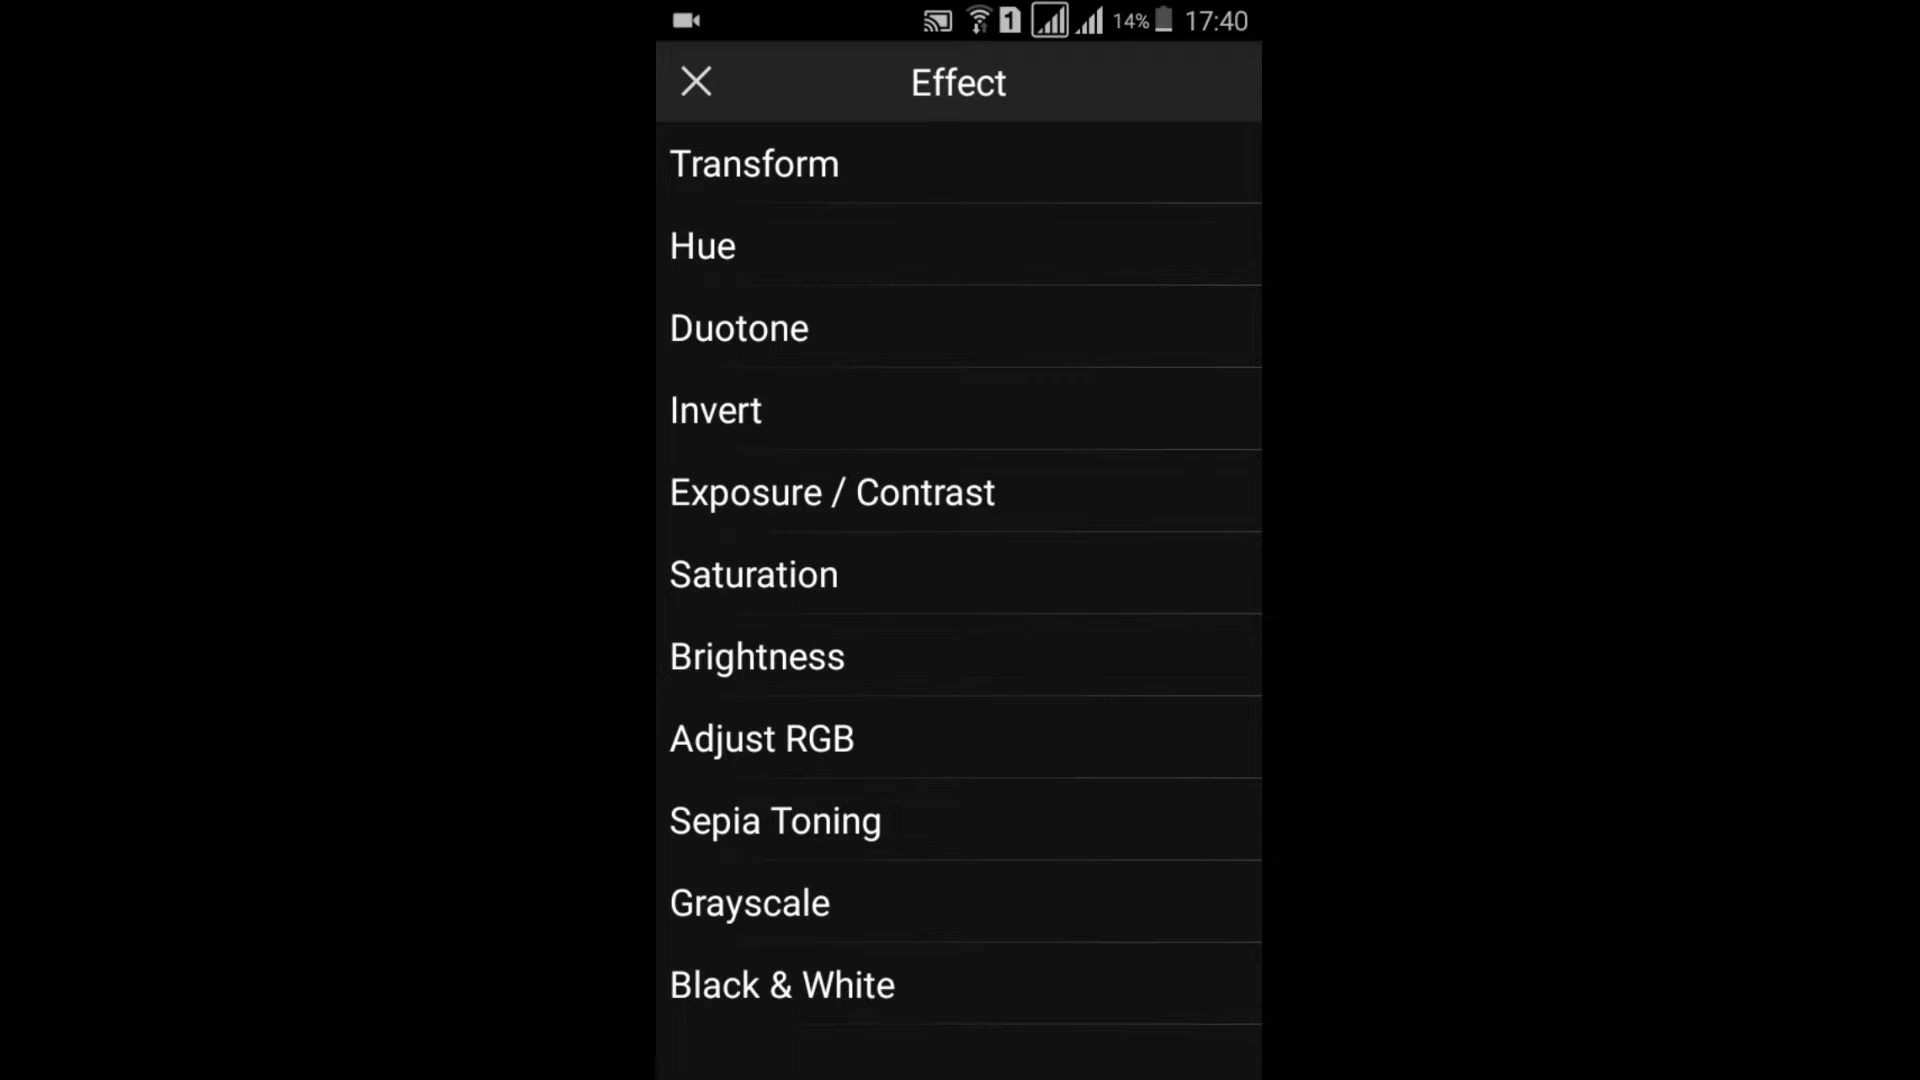 1 14% 17:40
Effect
Transform
Hue
Duotone
Invert
Exposure / Contrast
Saturation
Brightness
Adjust RGB
Sepia Toning
Grayscale
Black & White